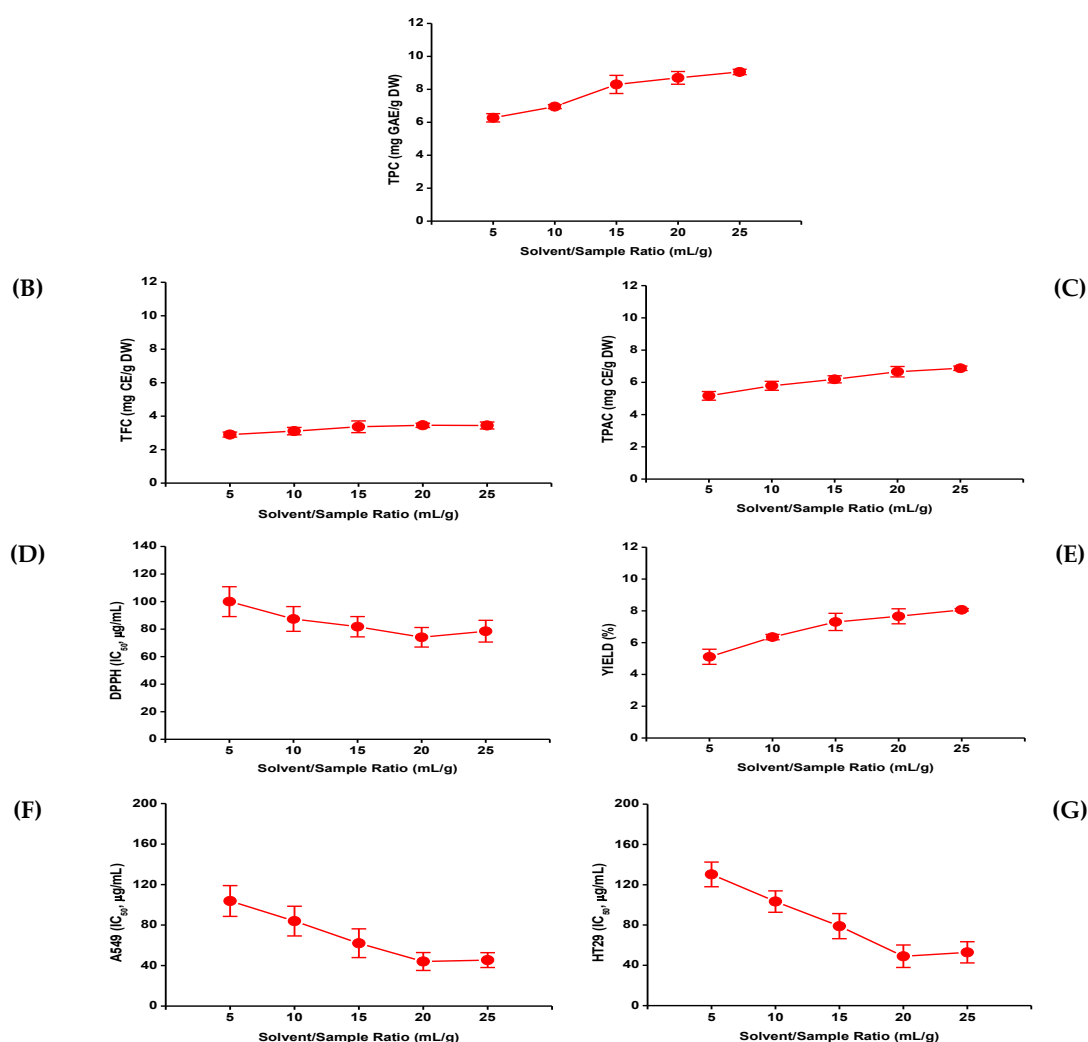 12
10
8
6
4
2
0
TPC (mg GAE/g DW)
5 10 15 20 25
Solvent/Sample Ratio (mL/g)
(B)
12
10
8
6
4
2
0
TFC (mg CE/g DW)
5 10 15 20 25
Solvent/Sample Ratio (mL/g)
(C)
12
10
8
6
4
2
0
TPAC (mg CE/g DW)
5 10 15 20 25
Solvent/Sample Ratio (mL/g)
(D)
140
120
100
80
60
40
20
0
DPPH (IC₅₀, µg/mL)
5 10 15 20 25
Solvent/Sample Ratio (mL/g)
(E)
12
10
8
6
4
2
0
YIELD (%)
5 10 15 20 25
Solvent/Sample Ratio (mL/g)
(F)
200
160
120
80
40
0
A549 (IC₅₀, µg/mL)
5 10 15 20 25
Solvent/Sample Ratio (mL/g)
(G)
200
160
120
80
40
0
HT29 (IC₅₀, µg/mL)
5 10 15 20 25
Solvent/Sample Ratio (mL/g)